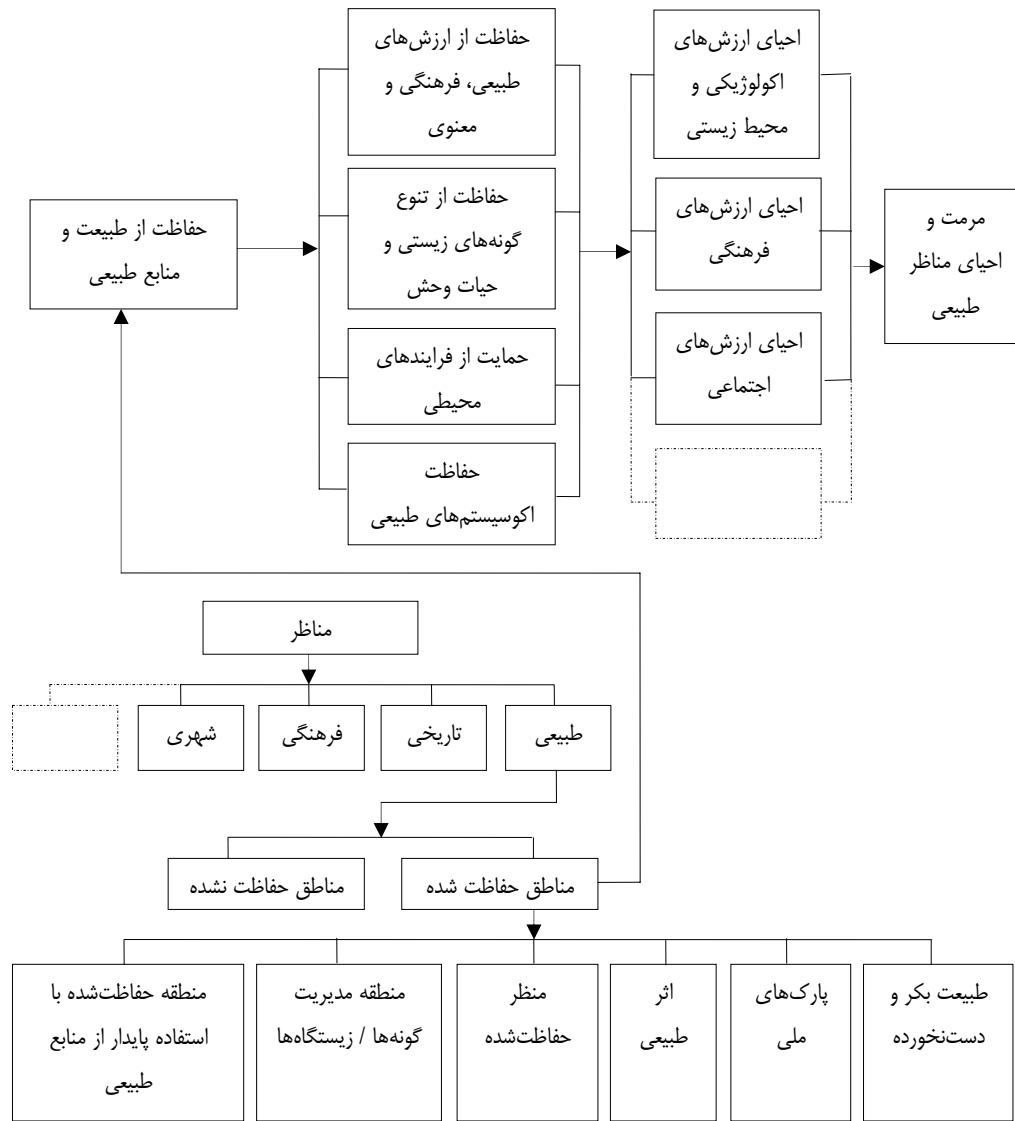 حفاظت از طبیعت و
منابع طبیعی
حفاظت از ارزش‌های
طبیعی، فرهنگی و
معنوی
حفاظت از تنوع
گونه‌های زیستی و
حیات وحش
حمایت از فرایندهای
محیطی
حفاظت
اکوسیستم‌های طبیعی
احیای ارزش‌های
اکولوژیکی و
محیط زیستی
احیای ارزش‌های
فرهنگی
احیای ارزش‌های
اجتماعی
مرمت و
احیای مناظر
طبیعی
مناظر
طبیعی
تاریخی
فرهنگی
شهری
مناطق حفاظت شده
مناطق حفاظت نشده
طبیعت بکر و
دست‌نخورده
پارک‌های
ملی
اثر
طبیعی
منظر
حفاظت‌شده
منطقه مدیریت
گونه‌ها / زیستگاه‌ها
منطقه حفاظت‌شده با
استفاده پایدار از منابع
طبیعی